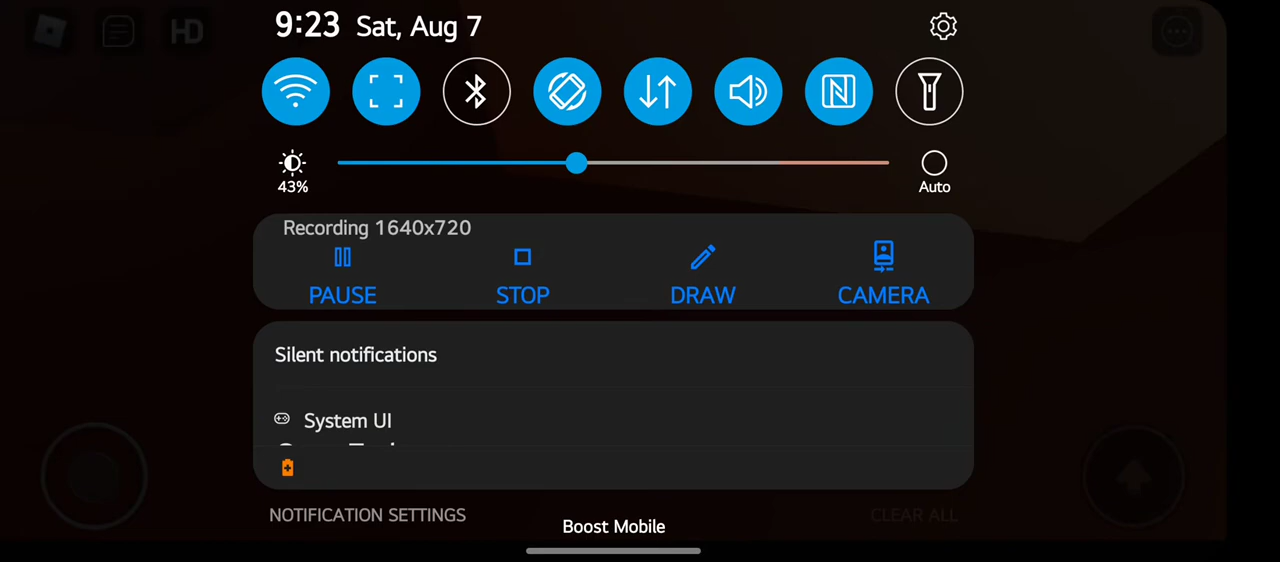 HD
9:23 Sat, Aug 7
43%
Auto
Recording 1640x720
PAUSE STOP DRAW CAMERA
Silent notifications
System UI
NOTIFICATION SETTINGS CLEAR ALL
Boost Mobile